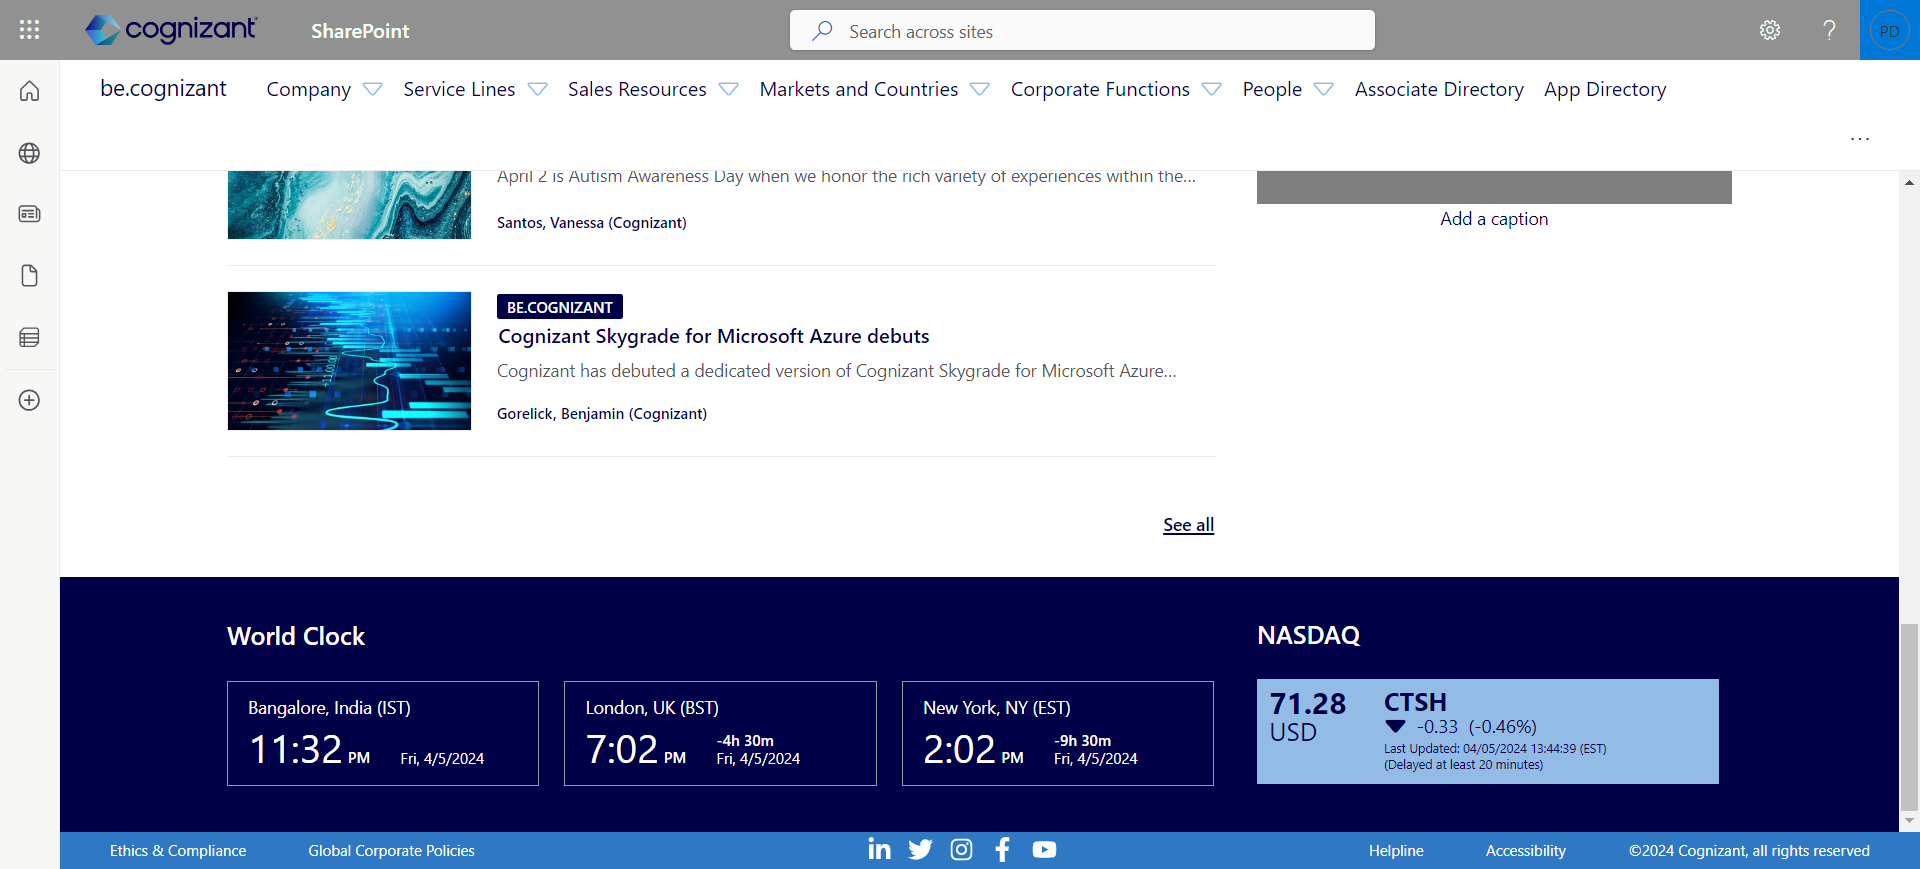 cognizant
SharePoint
Search across sites
?
PD
be.cognizant
Company
Service Lines
Sales Resources
Markets and Countries
Corporate Functions
People
Associate Directory
App Directory
...
April 2 is Autism Awareness Day when we honor the rich variety of experiences within the...
Santos, Vanessa (Cognizant)
Add a caption
BE.COGNIZANT
Cognizant Skygrade for Microsoft Azure debuts
Cognizant has debuted a dedicated version of Cognizant Skygrade for Microsoft Azure...
Gorelick, Benjamin (Cognizant)
See all
World Clock
Bangalore, India (IST)
11:32 PM Fri, 4/5/2024
London, UK (BST)
7:02 PM
-4h 30m
Fri, 4/5/2024
New York, NY (EST)
2:02 PM
-9h 30m
Fri, 4/5/2024
NASDAQ
71.28
USD
CTSH
-0.33 (-0.46%)
Last Updated: 04/05/2024 13:44:39 (EST)
(Delayed at least 20 minutes)
Ethics & Compliance
Global Corporate Policies
Helpline
Accessibility
©2024 Cognizant, all rights reserved